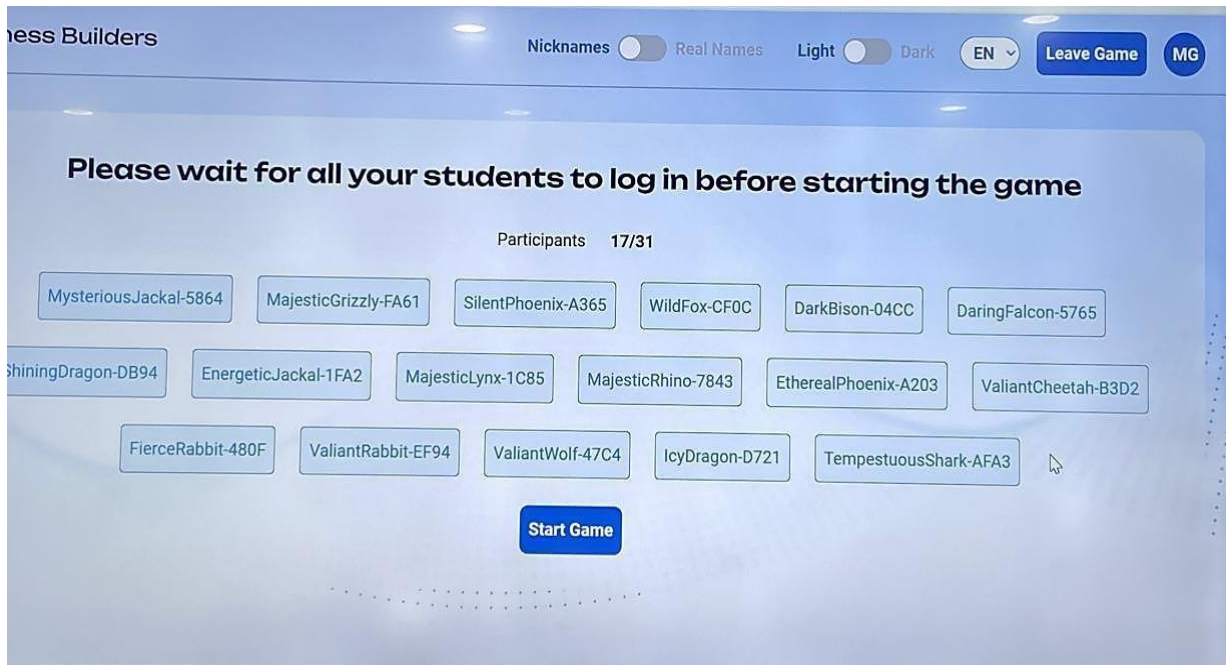 ness Builders
Nicknames Real Names Light Dark EN Leave Game MG
Please wait for all your students to log in before starting the game
Participants 17/31
MysteriousJackal-5864 MajesticGrizzly-FA61 SilentPhoenix-A365 WildFox-CF0C DarkBison-04CC DaringFalcon-5765
ShiningDragon-DB94 EnergeticJackal-1FA2 MajesticLynx-1C85 MajesticRhino-7843 EtherealPhoenix-A203 ValiantCheetah-B3D2
FierceRabbit-480F ValiantRabbit-EF94 ValiantWolf-47C4 IcyDragon-D721 TempestuousShark-AFA3
Start Game